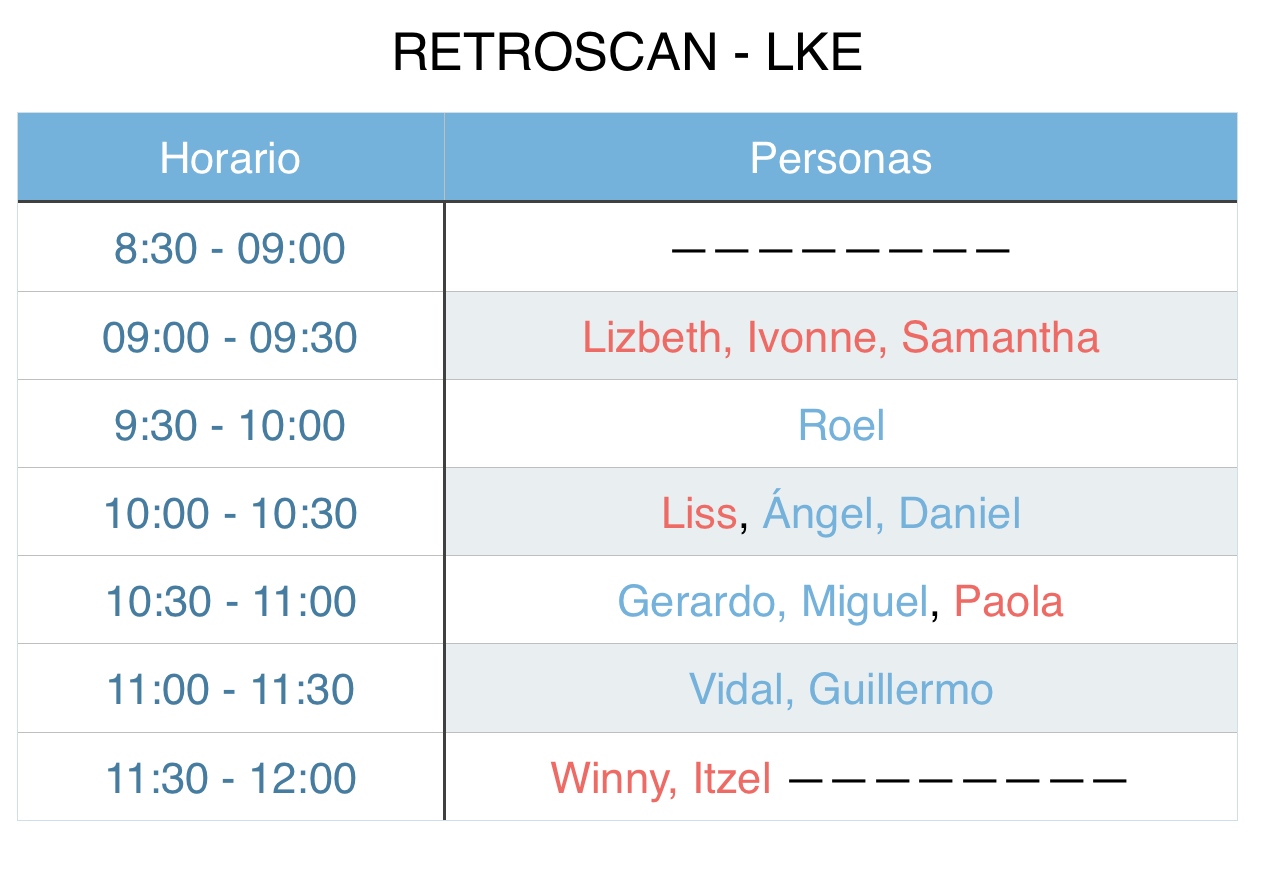 RETROSCAN - LKE
Horario Personas
8:30 - 09:00 — — — — — — — —
09:00 - 09:30 Lizbeth, Ivonne, Samantha
9:30 - 10:00 Roel
10:00 - 10:30 Liss, Ángel, Daniel
10:30 - 11:00 Gerardo, Miguel, Paola
11:00 - 11:30 Vidal, Guillermo
11:30 - 12:00 Winny, Itzel — — — — — — — —